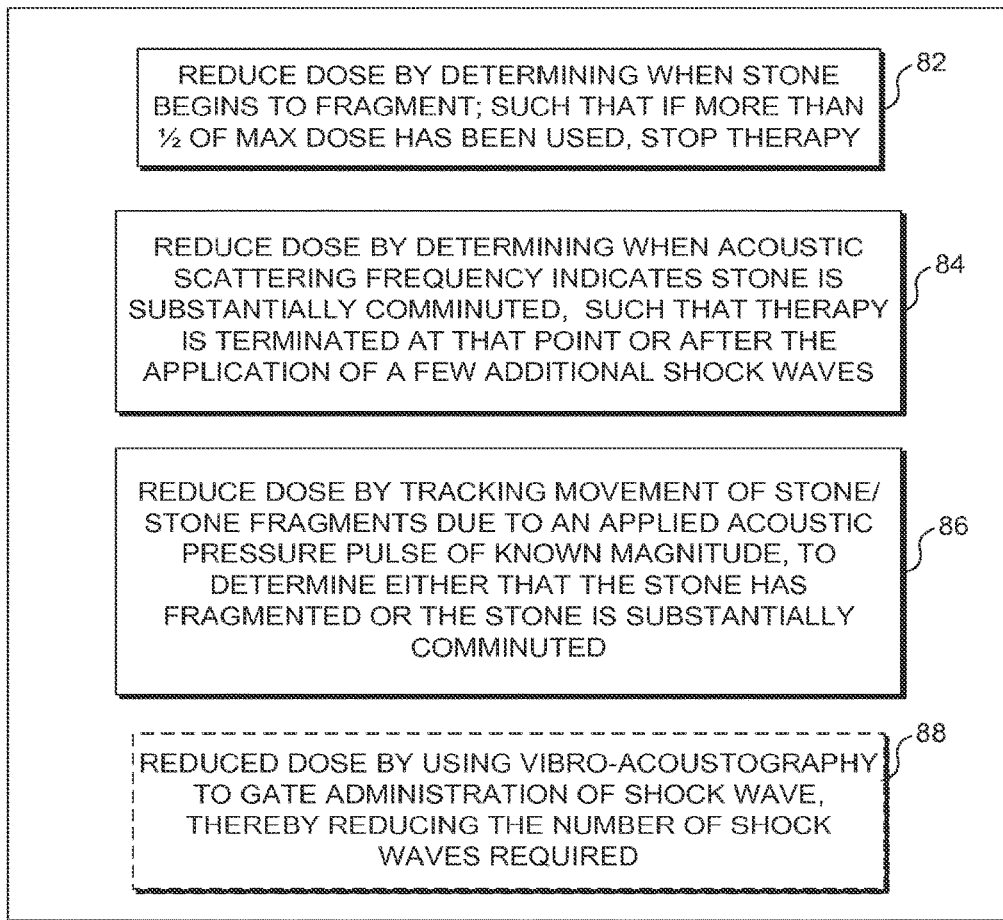 REDUCE DOSE BY DETERMINING WHEN STONE
BEGINS TO FRAGMENT; SUCH THAT IF MORE THAN
½ OF MAX DOSE HAS BEEN USED, STOP THERAPY
82
REDUCE DOSE BY DETERMINING WHEN ACOUSTIC
SCATTERING FREQUENCY INDICATES STONE IS
SUBSTANTIALLY COMMINUTED, SUCH THAT THERAPY
IS TERMINATED AT THAT POINT OR AFTER THE
APPLICATION OF A FEW ADDITIONAL SHOCK WAVES
84
REDUCE DOSE BY TRACKING MOVEMENT OF STONE/
STONE FRAGMENTS DUE TO AN APPLIED ACOUSTIC
PRESSURE PULSE OF KNOWN MAGNITUDE, TO
DETERMINE EITHER THAT THE STONE HAS
FRAGMENTED OR THE STONE IS SUBSTANTIALLY
COMMINUTED
86
REDUCED DOSE BY USING VIBRO-ACOUSTOGRAPHY
TO GATE ADMINISTRATION OF SHOCK WAVE,
THEREBY REDUCING THE NUMBER OF SHOCK
WAVES REQUIRED
88